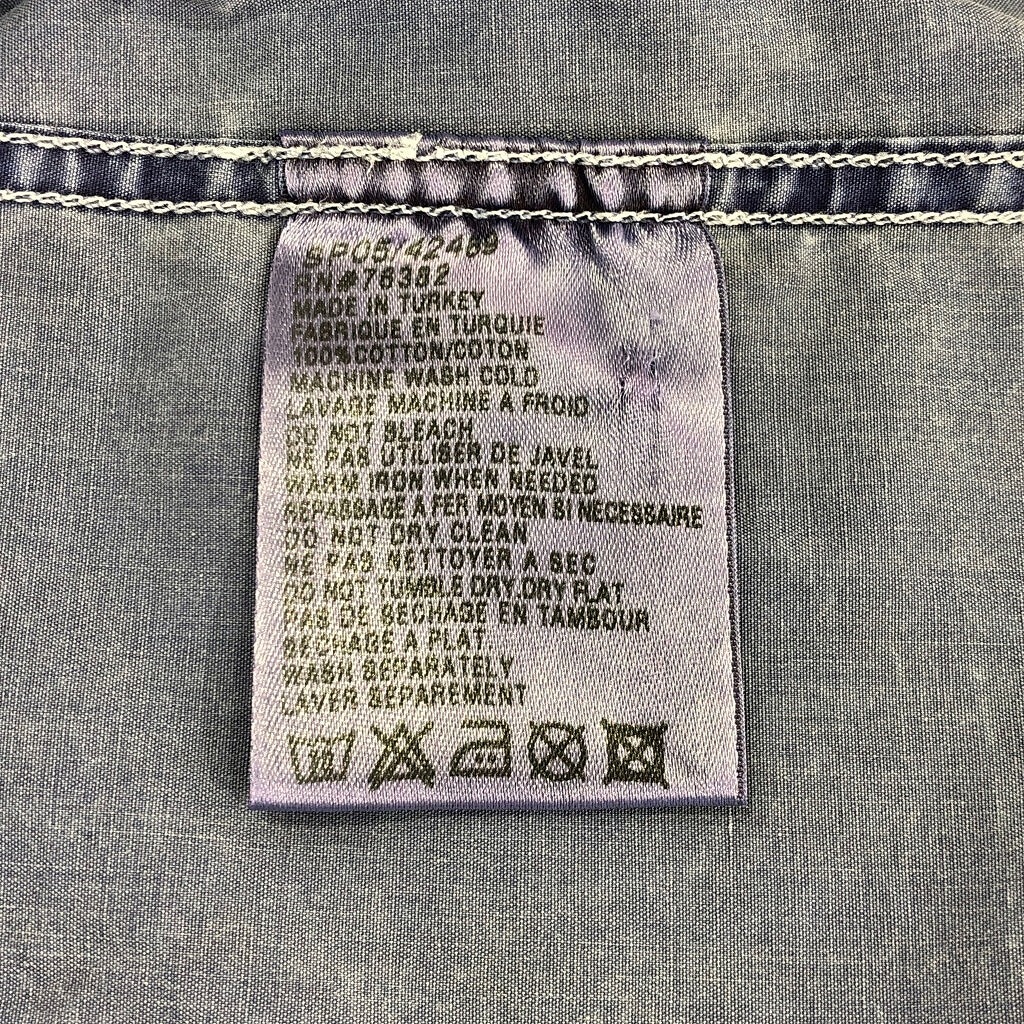 SP05/42469
RN#76362
MADE IN TURKEY
FABRIQUE EN TURQUIE
100%COTTON/COTON
MACHINE WASH COLD
LAVAGE MACHINE A FROID
DO NOT BLEACH
NE PAS UTILISER DE JAVEL
WARM IRON WHEN NEEDED
REPASSAGE A FER MOYEN SI NECESSAIRE
DO NOT DRY CLEAN
NE PAS NETTOYER A SEC
DO NOT TUMBLE DRY.DRY FLAT
PAS DE SECHAGE EN TAMBOUR
SECHAGE A PLAT
WASH SEPARATELY
LAVER SEPAREMENT